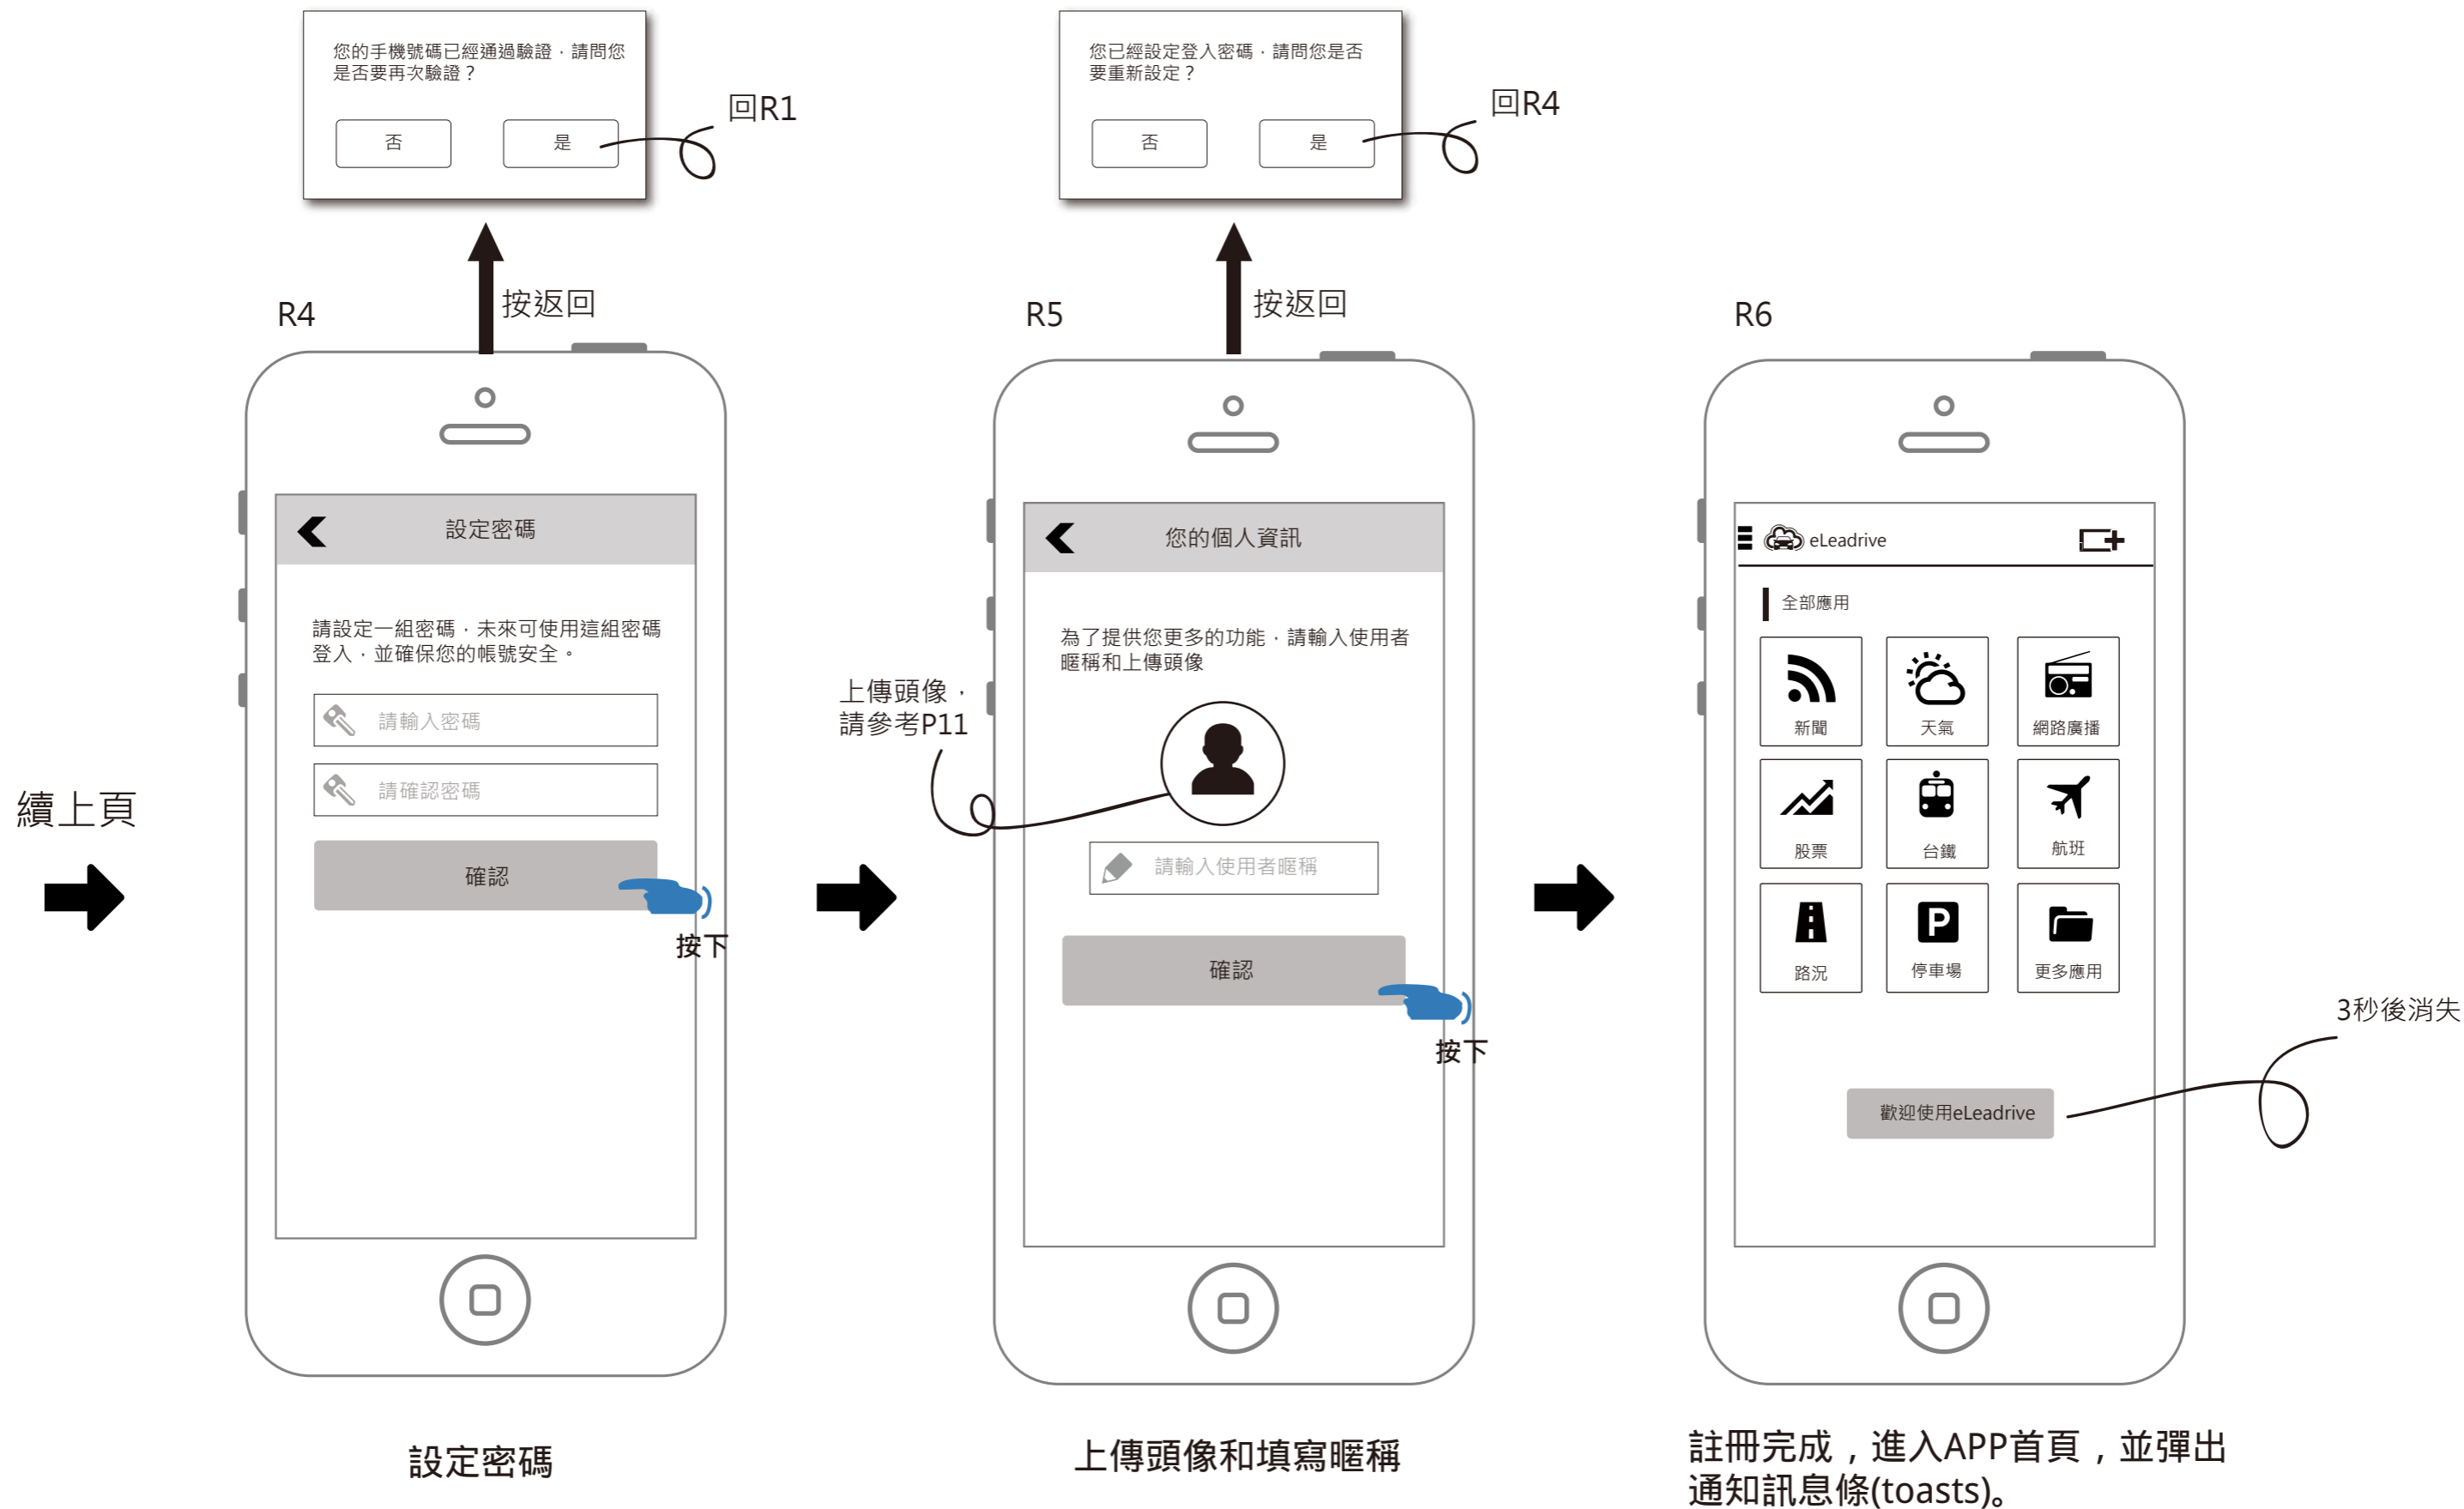 您的手機號碼已經通過驗證，請問您
是否要再次驗證？
否
是
回R1
您已經設定登入密碼，請問您是否
要重新設定？
否
是
回R4
R4
按返回
R5
按返回
R6
續上頁
設定密碼
請設定一組密碼，未來可使用這組密碼
登入，並確保您的帳號安全。
請輸入密碼
請確認密碼
確認
按下
設定密碼
上傳頭像，
請參考P11
您的個人資訊
為了提供您更多的功能，請輸入使用者
暱稱和上傳頭像
請輸入使用者暱稱
確認
按下
上傳頭像和填寫暱稱
eLeadrive
全部應用
新聞
天氣
網路廣播
股票
台鐵
航班
路況
停車場
更多應用
3秒後消失
歡迎使用eLeadrive
註冊完成，進入APP首頁，並彈出
通知訊息條(toasts)。